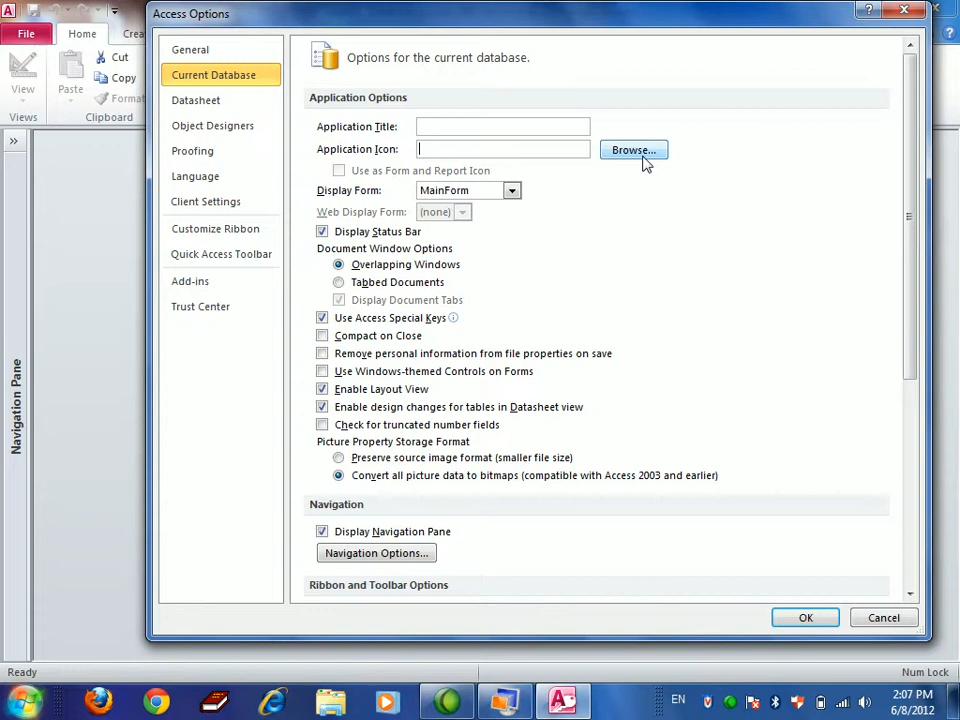 Access Options
File
Home
Crea
View
Paste
Cut
Copy
Format
Views
Clipboard
Navigation Pane
General
Current Database
Datasheet
Object Designers
Proofing
Language
Client Settings
Customize Ribbon
Quick Access Toolbar
Add-ins
Trust Center
Options for the current database.
Application Options
Application Title:
Application Icon:
Browse...
Use as Form and Report Icon
Display Form:
MainForm
Web Display Form:
(none)
Display Status Bar
Document Window Options
Overlapping Windows
Tabbed Documents
Display Document Tabs
Use Access Special Keys
Compact on Close
Remove personal information from file properties on save
Use Windows-themed Controls on Forms
Enable Layout View
Enable design changes for tables in Datasheet view
Check for truncated number fields
Picture Property Storage Format
Preserve source image format (smaller file size)
Convert all picture data to bitmaps (compatible with Access 2003 and earlier)
Navigation
Display Navigation Pane
Navigation Options...
Ribbon and Toolbar Options
OK
Cancel
Ready
Num Lock
EN
2:07 PM
6/8/2012